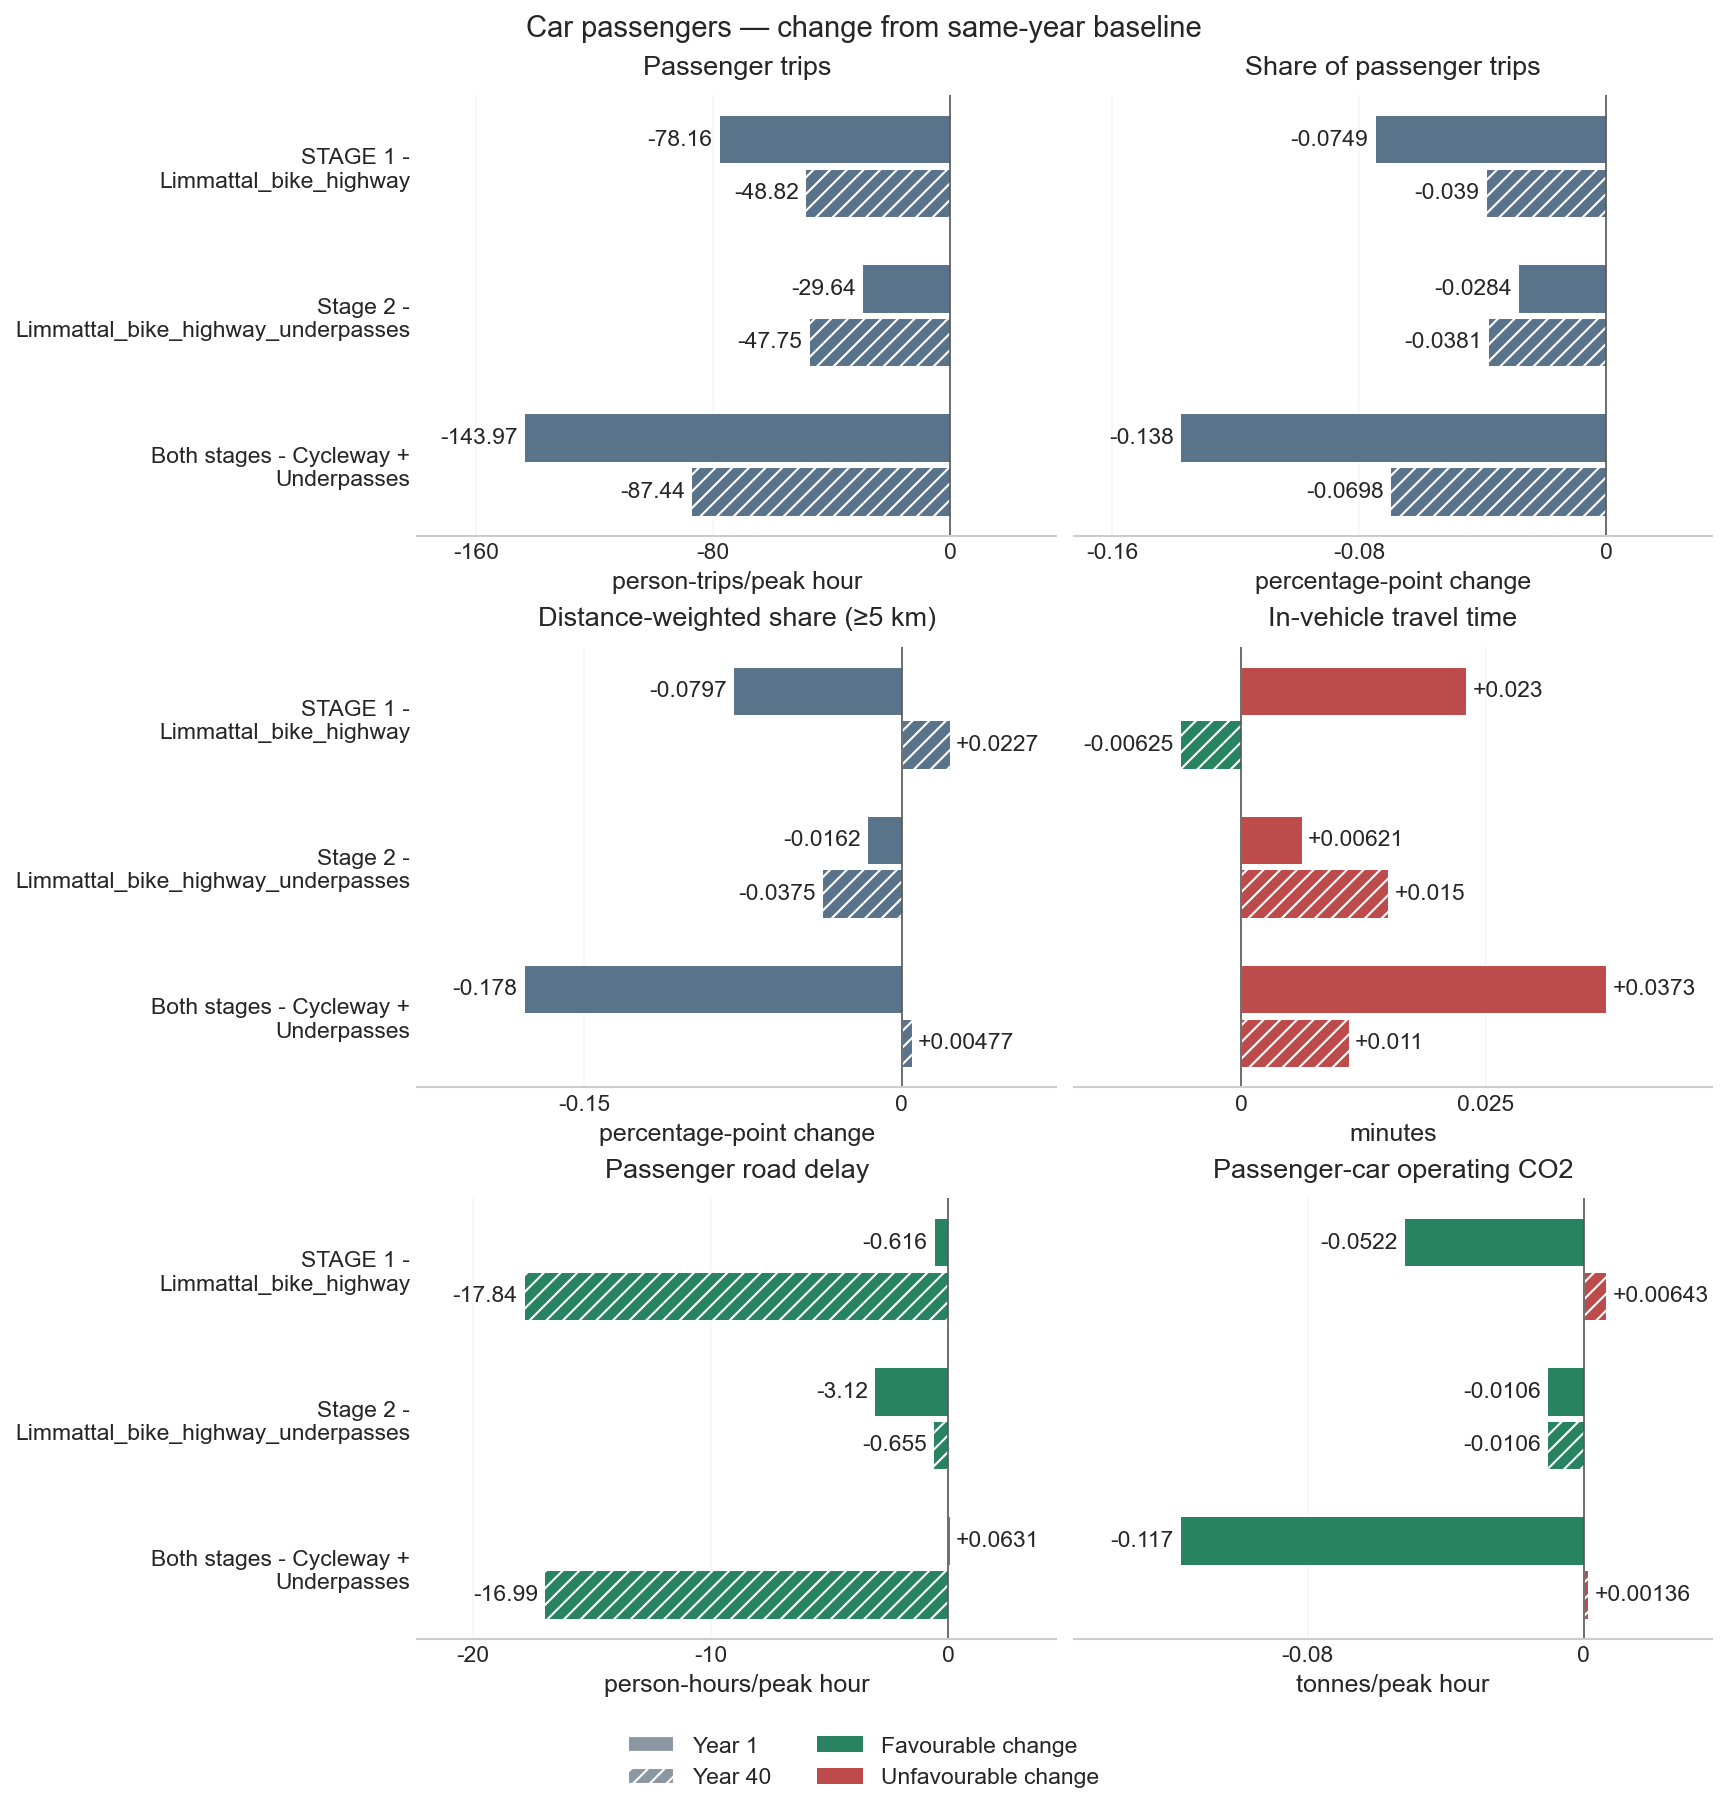 Car passengers — change from same-year baseline
Passenger trips
STAGE 1 -
Limmattal_bike_highway
-78.16
-48.82
Stage 2 -
Limmattal_bike_highway_underpasses
-29.64
-47.75
Both stages - Cycleway +
Underpasses
-143.97
-87.44
-160
-80
0
person-trips/peak hour
Share of passenger trips
-0.0749
-0.039
-0.0284
-0.0381
-0.138
-0.0698
-0.16
-0.08
0
percentage-point change
Distance-weighted share (≥5 km)
STAGE 1 -
Limmattal_bike_highway
-0.0797
+0.0227
Stage 2 -
Limmattal_bike_highway_underpasses
-0.0162
-0.0375
Both stages - Cycleway +
Underpasses
-0.178
+0.00477
-0.15
0
percentage-point change
In-vehicle travel time
+0.023
-0.00625
+0.00621
+0.015
+0.0373
+0.011
0
0.025
minutes
Passenger road delay
STAGE 1 -
Limmattal_bike_highway
-0.616
-17.84
Stage 2 -
Limmattal_bike_highway_underpasses
-3.12
-0.655
Both stages - Cycleway +
Underpasses
+0.0631
-16.99
-20
-10
0
person-hours/peak hour
Passenger-car operating CO2
-0.0522
+0.00643
-0.0106
-0.0106
-0.117
+0.00136
-0.08
0
tonnes/peak hour
Year 1
Year 40
Favourable change
Unfavourable change